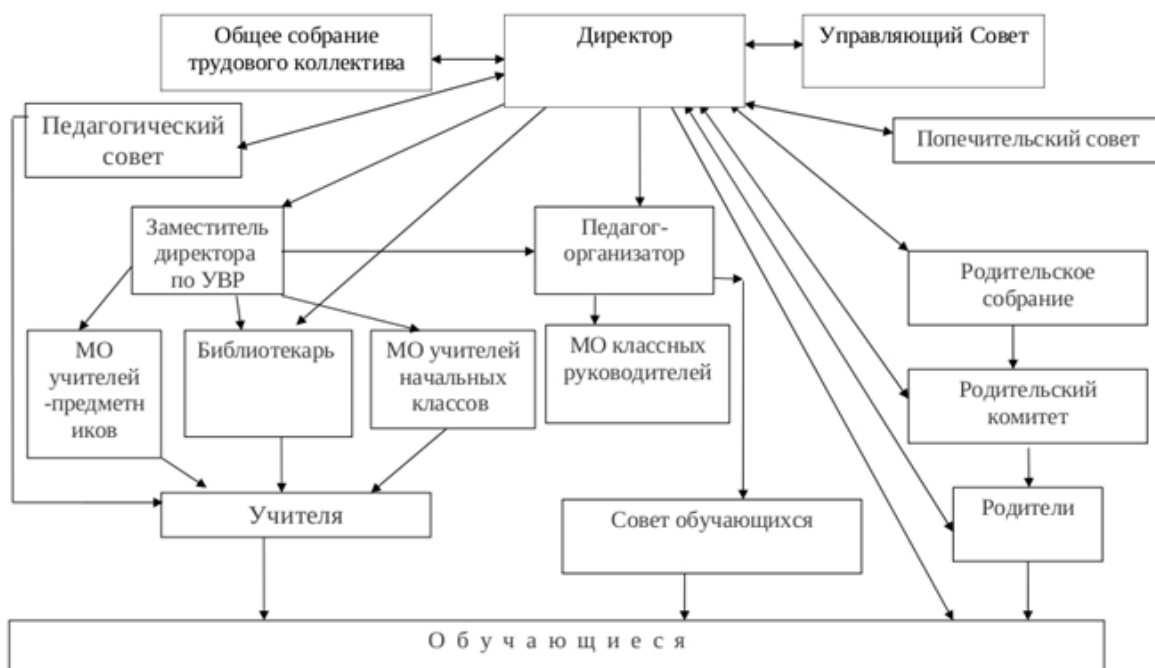 Общее собрание
трудового коллектива
Директор
Управляющий Совет
Педагогический
совет
Попечительский совет
Заместитель
директора
по УВР
Педагог-
организатор
Родительское
собрание
МО
учителей
-предметн
иков
Библиотекарь
МО учителей
начальных
классов
МО классных
руководителей
Родительский
комитет
Учителя
Совет обучающихся
Родители
О б у ч а ю щ и е с я